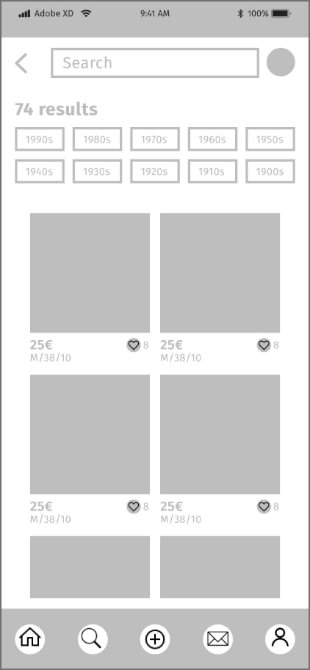 Adobe XD 9:41 AM 100%
Search
74 results
1990s 1980s 1970s 1960s 1950s
1940s 1930s 1920s 1910s 1900s
25€ 8 25€ 8
M/38/10 M/38/10
25€ 8 25€ 8
M/38/10 M/38/10